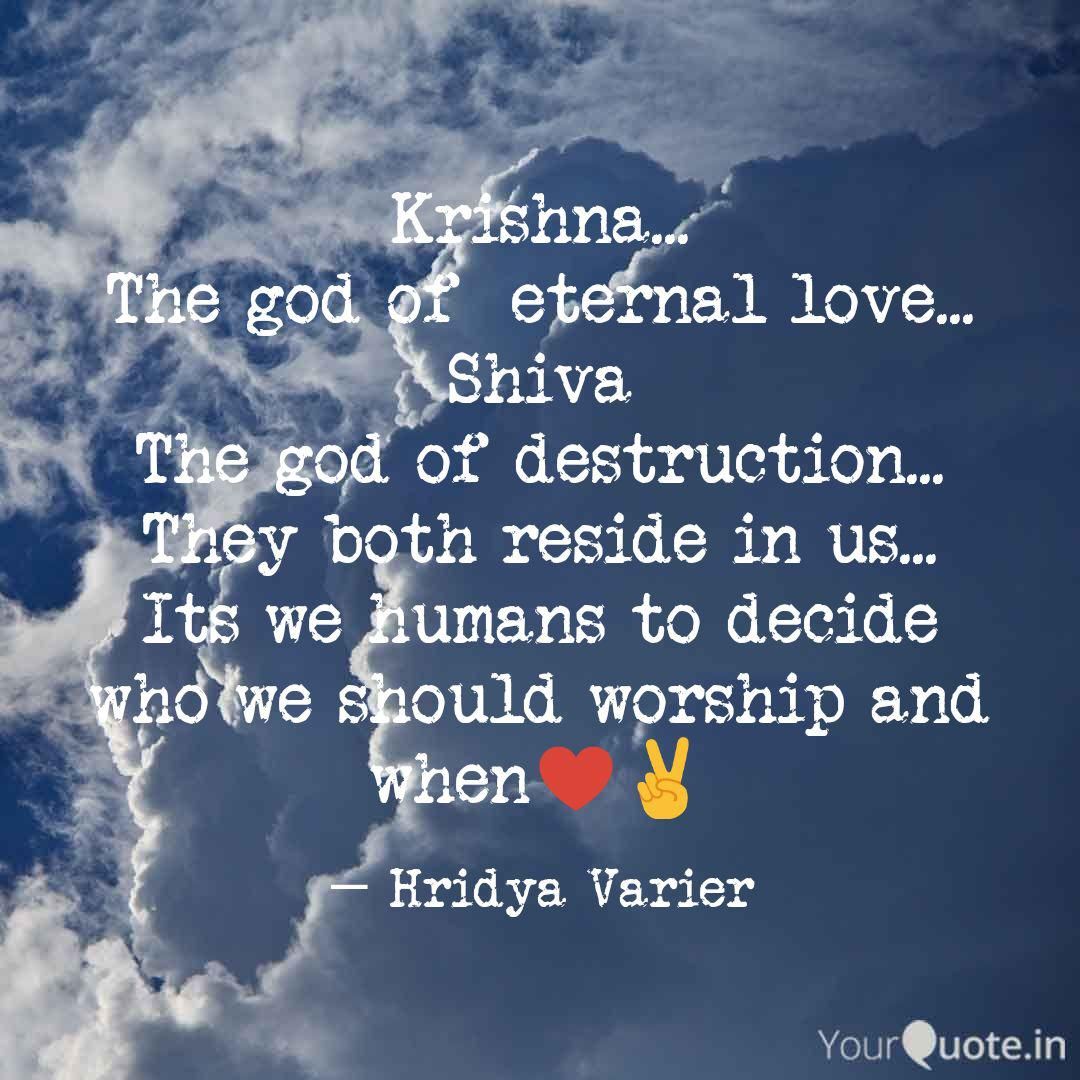 Krishna...
The god of  eternal love...
Shiva
The god of destruction...
They both reside in us...
Its we humans to decide
who we should worship and
when❤️✌️
— Hridya Varier
YourQuote.in